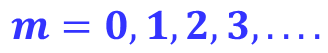 m = 0, 1, 2, 3, . . . .